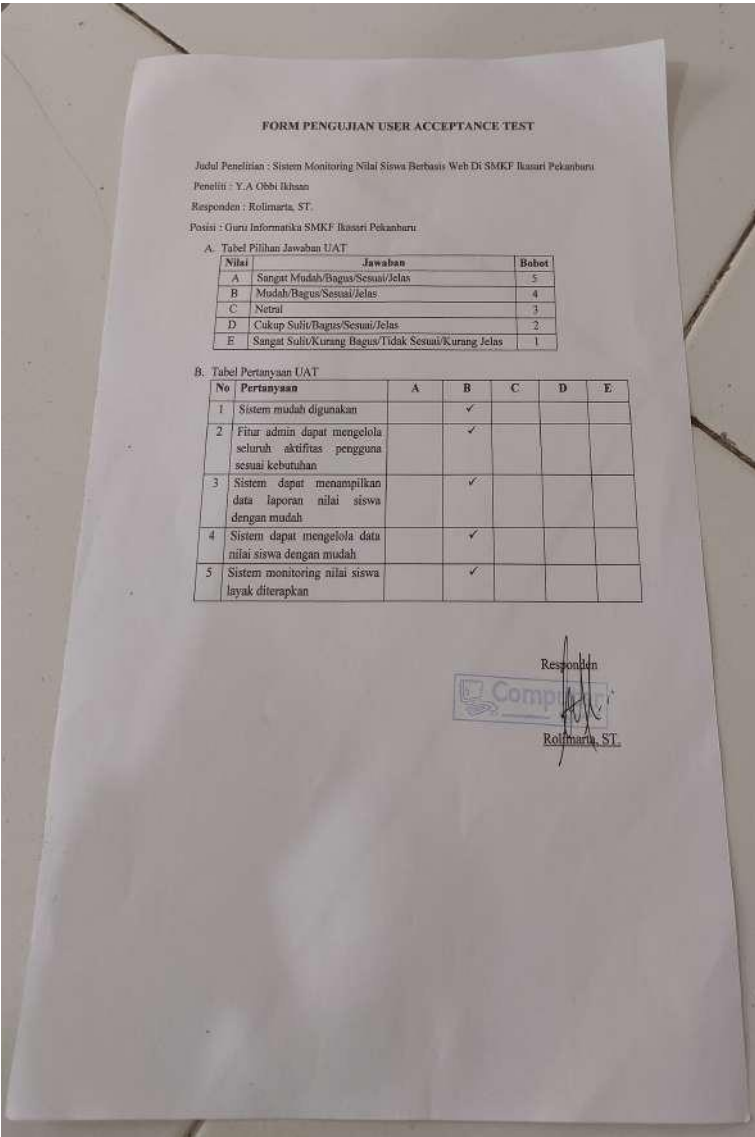 FORM PENGUJIAN USER ACCEPTANCE TEST
Judul Penelitian : Sistem Monitoring Nilai Siswa Berbasis Web Di SMKF Ikasari Pekanbaru
Peneliti : Y.A Obbi Ikhsan
Responden : Rolimarta, ST.
Posisi : Guru Informatika SMKF Ikasari Pekanbaru
A. Tabel Pilihan Jawaban UAT
Nilai Jawaban Bobot
A Sangat Mudah/Bagus/Sesuai/Jelas 5
B Mudah/Bagus/Sesuai/Jelas 4
C Netral 3
D Cukup Sulit/Bagus/Sesuai/Jelas 2
E Sangat Sulit/Kurang Bagus/Tidak Sesuai/Kurang Jelas 1
B. Tabel Pertanyaan UAT
No Pertanyaan A B C D E
1 Sistem mudah digunakan ✓
2 Fitur admin dapat mengelola ✓
seluruh aktifitas pengguna
sesuai kebutuhan
3 Sistem dapat menampilkan ✓
data laporan nilai siswa
dengan mudah
4 Sistem dapat mengelola data ✓
nilai siswa dengan mudah
5 Sistem monitoring nilai siswa ✓
layak diterapkan
Responden
Rolimarta, ST.